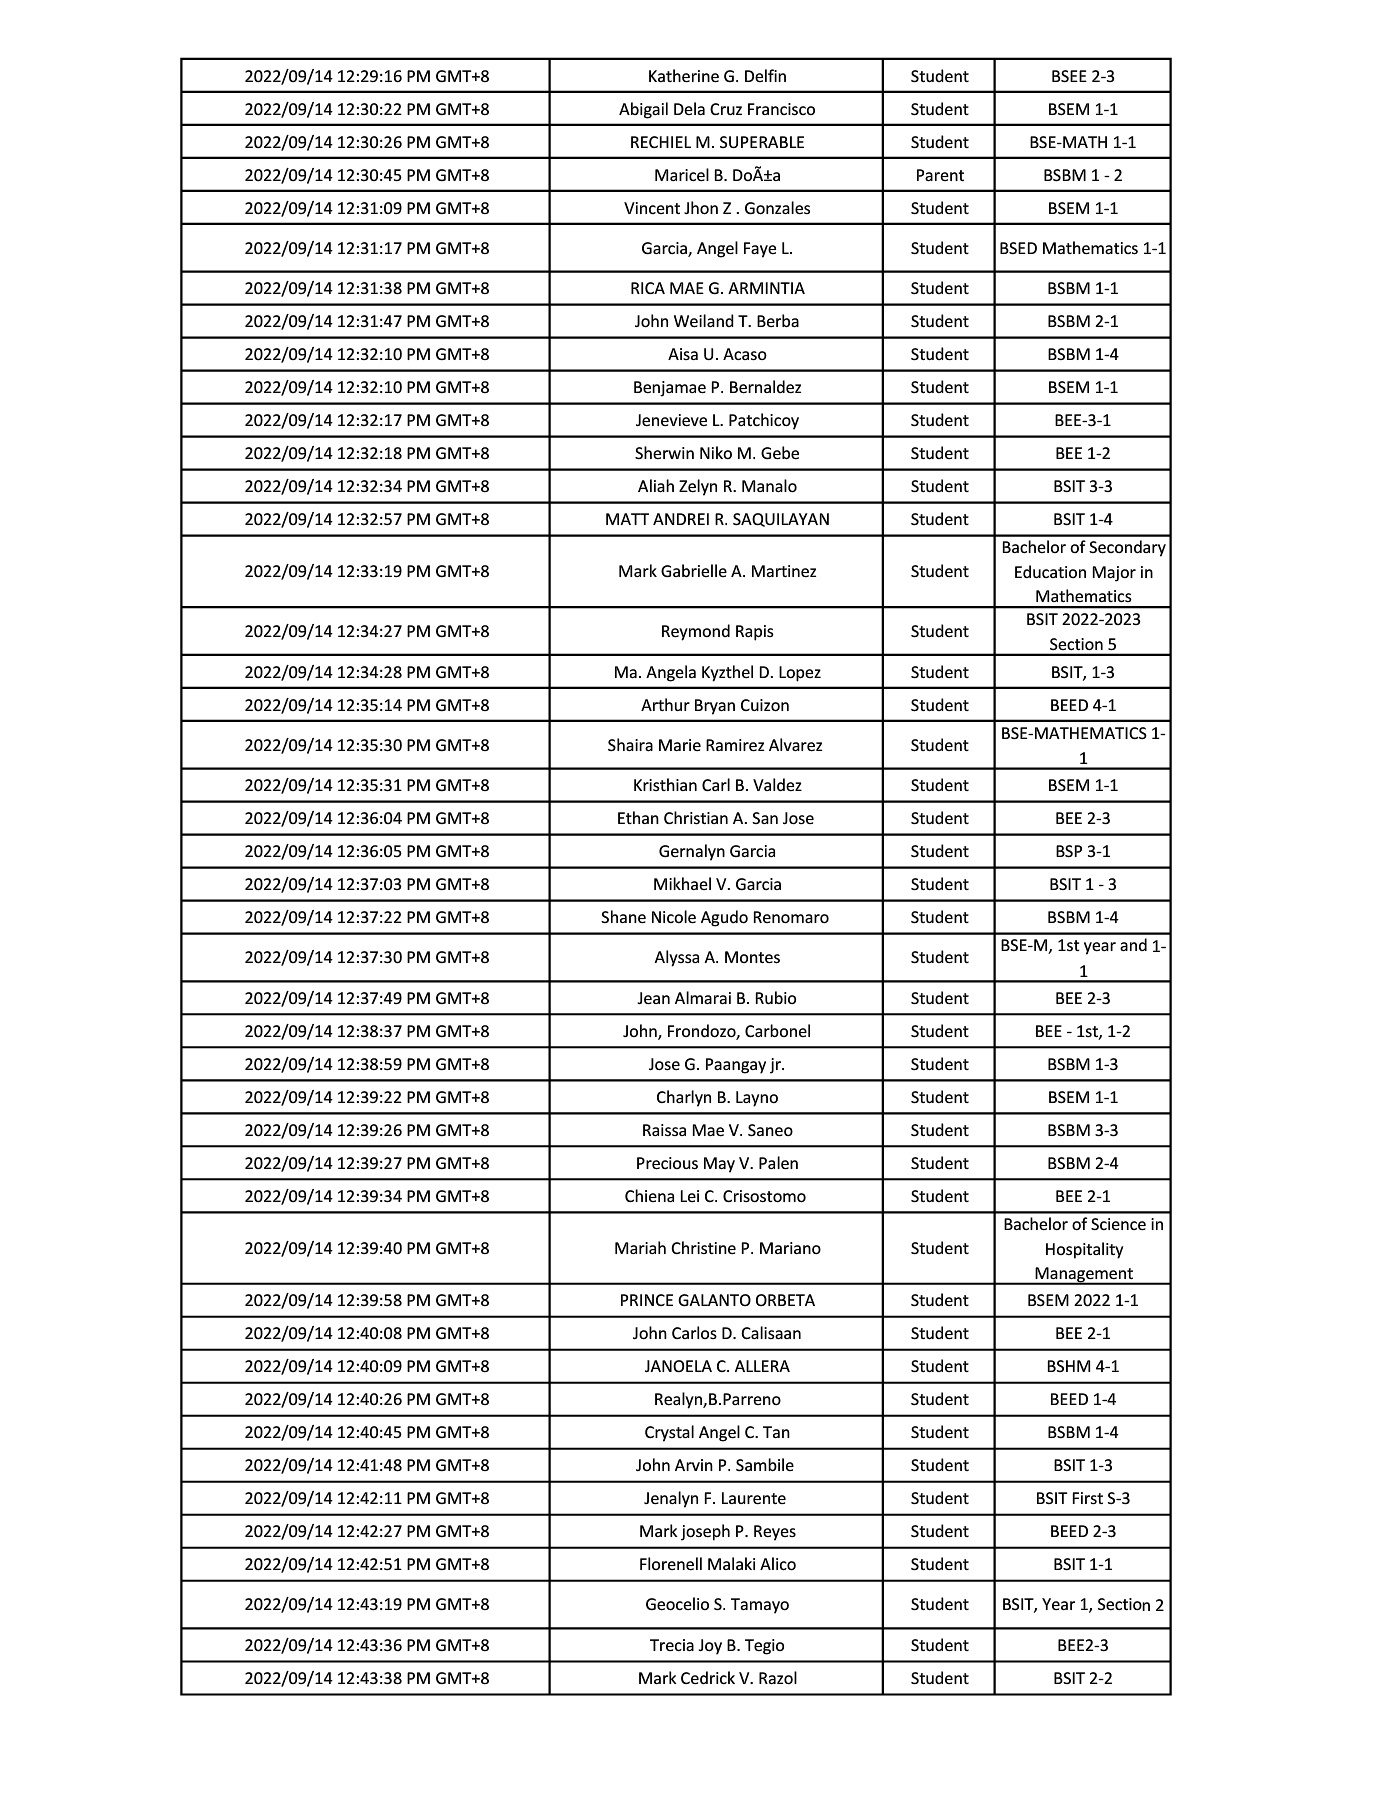 2022/09/14 12:29:16 PM GMT+8 Katherine G. Delfin Student BSEE 2-3
2022/09/14 12:30:22 PM GMT+8 Abigail Dela Cruz Francisco Student BSEM 1-1
2022/09/14 12:30:26 PM GMT+8 RECHIEL M. SUPERABLE Student BSE-MATH 1-1
2022/09/14 12:30:45 PM GMT+8 Maricel B. DoÃ±a Parent BSBM 1 - 2
2022/09/14 12:31:09 PM GMT+8 Vincent Jhon Z . Gonzales Student BSEM 1-1
2022/09/14 12:31:17 PM GMT+8 Garcia, Angel Faye L. Student BSED Mathematics 1-1
2022/09/14 12:31:38 PM GMT+8 RICA MAE G. ARMINTIA Student BSBM 1-1
2022/09/14 12:31:47 PM GMT+8 John Weiland T. Berba Student BSBM 2-1
2022/09/14 12:32:10 PM GMT+8 Aisa U. Acaso Student BSBM 1-4
2022/09/14 12:32:10 PM GMT+8 Benjamae P. Bernaldez Student BSEM 1-1
2022/09/14 12:32:17 PM GMT+8 Jenevieve L. Patchicoy Student BEE-3-1
2022/09/14 12:32:18 PM GMT+8 Sherwin Niko M. Gebe Student BEE 1-2
2022/09/14 12:32:34 PM GMT+8 Aliah Zelyn R. Manalo Student BSIT 3-3
2022/09/14 12:32:57 PM GMT+8 MATT ANDREI R. SAQUILAYAN Student BSIT 1-4
2022/09/14 12:33:19 PM GMT+8 Mark Gabrielle A. Martinez Student Bachelor of Secondary
Education Major in
Mathematics
2022/09/14 12:34:27 PM GMT+8 Reymond Rapis Student BSIT 2022-2023
Section 5
2022/09/14 12:34:28 PM GMT+8 Ma. Angela Kyzthel D. Lopez Student BSIT, 1-3
2022/09/14 12:35:14 PM GMT+8 Arthur Bryan Cuizon Student BEED 4-1
2022/09/14 12:35:30 PM GMT+8 Shaira Marie Ramirez Alvarez Student BSE-MATHEMATICS 1-
1
2022/09/14 12:35:31 PM GMT+8 Kristhian Carl B. Valdez Student BSEM 1-1
2022/09/14 12:36:04 PM GMT+8 Ethan Christian A. San Jose Student BEE 2-3
2022/09/14 12:36:05 PM GMT+8 Gernalyn Garcia Student BSP 3-1
2022/09/14 12:37:03 PM GMT+8 Mikhael V. Garcia Student BSIT 1 - 3
2022/09/14 12:37:22 PM GMT+8 Shane Nicole Agudo Renomaro Student BSBM 1-4
2022/09/14 12:37:30 PM GMT+8 Alyssa A. Montes Student BSE-M, 1st year and 1-
1
2022/09/14 12:37:49 PM GMT+8 Jean Almarai B. Rubio Student BEE 2-3
2022/09/14 12:38:37 PM GMT+8 John, Frondozo, Carbonel Student BEE - 1st, 1-2
2022/09/14 12:38:59 PM GMT+8 Jose G. Paangay jr. Student BSBM 1-3
2022/09/14 12:39:22 PM GMT+8 Charlyn B. Layno Student BSEM 1-1
2022/09/14 12:39:26 PM GMT+8 Raissa Mae V. Saneo Student BSBM 3-3
2022/09/14 12:39:27 PM GMT+8 Precious May V. Palen Student BSBM 2-4
2022/09/14 12:39:34 PM GMT+8 Chiena Lei C. Crisostomo Student BEE 2-1
2022/09/14 12:39:40 PM GMT+8 Mariah Christine P. Mariano Student Bachelor of Science in
Hospitality
Management
2022/09/14 12:39:58 PM GMT+8 PRINCE GALANTO ORBETA Student BSEM 2022 1-1
2022/09/14 12:40:08 PM GMT+8 John Carlos D. Calisaan Student BEE 2-1
2022/09/14 12:40:09 PM GMT+8 JANOELA C. ALLERA Student BSHM 4-1
2022/09/14 12:40:26 PM GMT+8 Realyn,B.Parreno Student BEED 1-4
2022/09/14 12:40:45 PM GMT+8 Crystal Angel C. Tan Student BSBM 1-4
2022/09/14 12:41:48 PM GMT+8 John Arvin P. Sambile Student BSIT 1-3
2022/09/14 12:42:11 PM GMT+8 Jenalyn F. Laurente Student BSIT First S-3
2022/09/14 12:42:27 PM GMT+8 Mark joseph P. Reyes Student BEED 2-3
2022/09/14 12:42:51 PM GMT+8 Florenell Malaki Alico Student BSIT 1-1
2022/09/14 12:43:19 PM GMT+8 Geocelio S. Tamayo Student BSIT, Year 1, Section 2
2022/09/14 12:43:36 PM GMT+8 Trecia Joy B. Tegio Student BEE2-3
2022/09/14 12:43:38 PM GMT+8 Mark Cedrick V. Razol Student BSIT 2-2